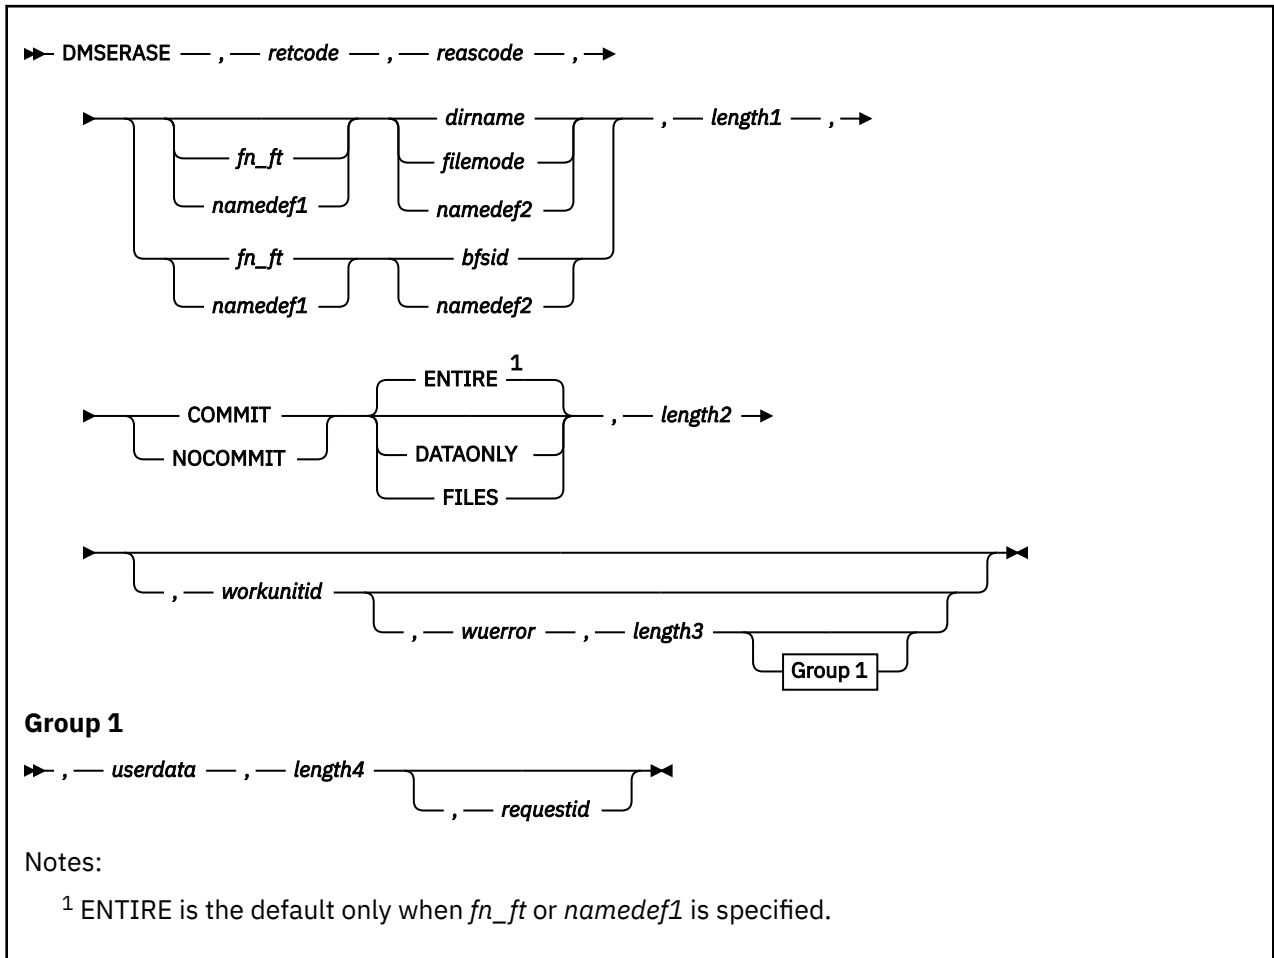 DMSERASE , retcode , reascode ,
dirname , length1 ,
fn_ft filemode
namedef1 namedef2
fn_ft bfsid
namedef1 namedef2
ENTIRE 1
COMMIT , length2
NOCOMMIT DATAONLY
FILES
, workunitid
, wuerror , length3
Group 1
Group 1
, userdata , length4
, requestid
Notes:
1 ENTIRE is the default only when fn_ft or namedef1 is specified.